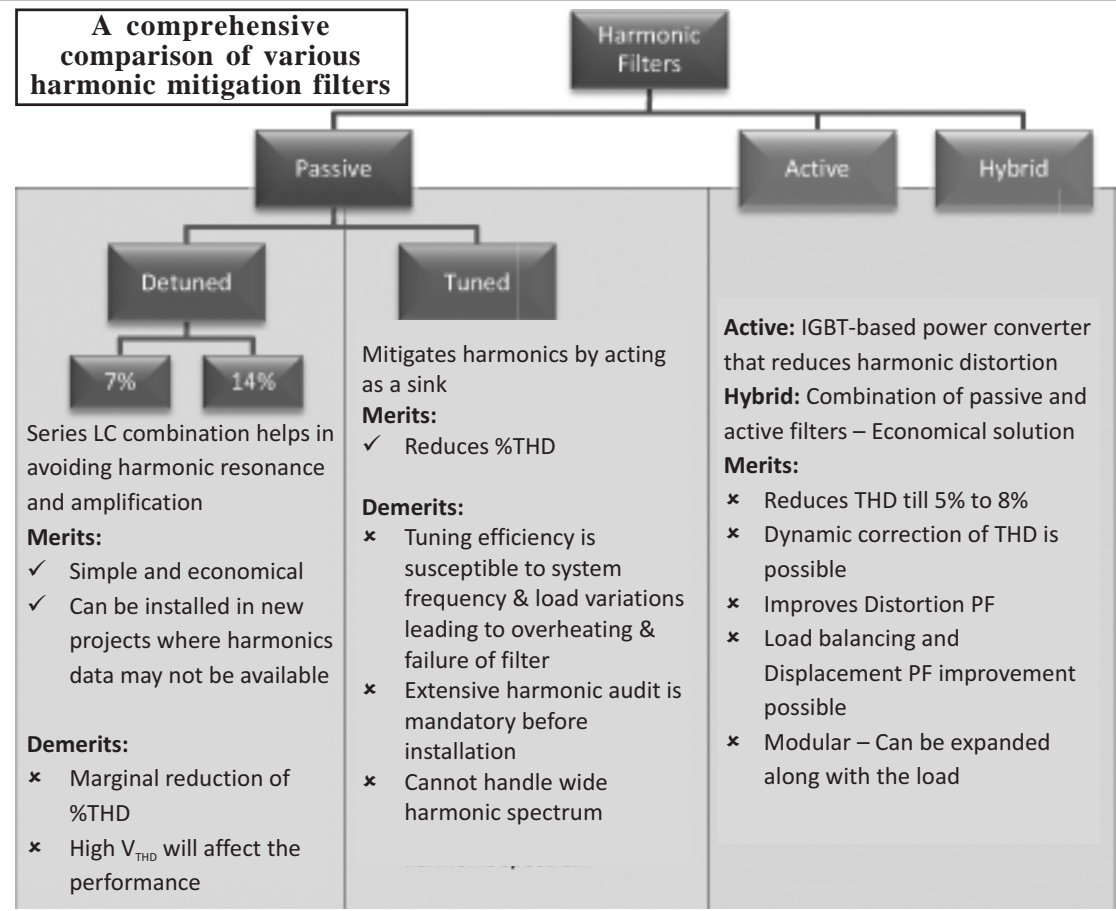 A comprehensive
comparison of various
harmonic mitigation filters
Harmonic
Filters
Passive
Active
Hybrid
Detuned
Tuned
7%
14%
Series LC combination helps in
avoiding harmonic resonance
and amplification
Merits:
✓ Simple and economical
✓ Can be installed in new
projects where harmonics
data may not be available
Demerits:
× Marginal reduction of
%THD
× High VTHD will affect the
performance
Mitigates harmonics by acting
as a sink
Merits:
✓ Reduces %THD
Demerits:
× Tuning efficiency is
susceptible to system
frequency & load variations
leading to overheating &
failure of filter
× Extensive harmonic audit is
mandatory before
installation
× Cannot handle wide
harmonic spectrum
Active: IGBT-based power converter
that reduces harmonic distortion
Hybrid: Combination of passive and
active filters – Economical solution
Merits:
× Reduces THD till 5% to 8%
× Dynamic correction of THD is
possible
× Improves Distortion PF
× Load balancing and
Displacement PF improvement
possible
× Modular – Can be expanded
along with the load